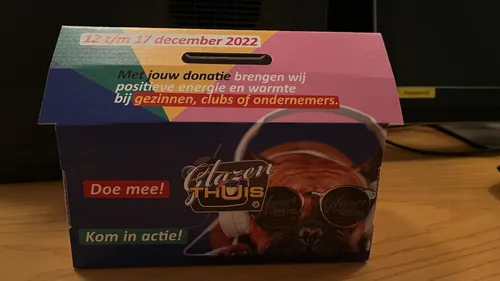 12 t/m 17 december 2022
Met jouw donatie brengen wij
positieve energie en warmte
bij gezinnen, clubs of ondernemers.
Glazen
THUIS
Doe mee!
Kom in actie!